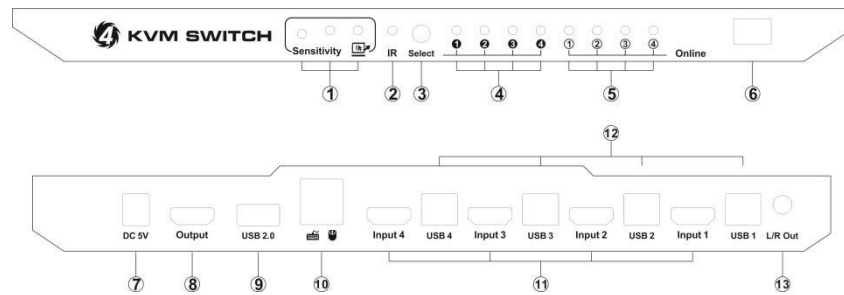 4 KVM SWITCH
Sensitivity IR Select ❶ ❷ ❸ ❹ ① ② ③ ④ Online
① ② ③ ④ ⑤ ⑥
⑫
DC 5V Output USB 2.0 Input 4 USB 4 Input 3 USB 3 Input 2 USB 2 Input 1 USB 1 L/R Out
⑦ ⑧ ⑨ ⑩ ⑪ ⑬